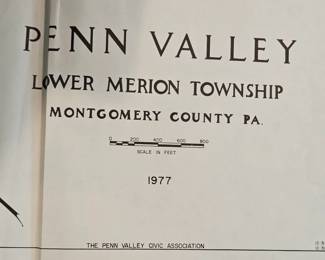 PENN VALLEY
LOWER MERION TOWNSHIP
MONTGOMERY COUNTY PA.
0 200 400 600 800
SCALE IN FEET
1977
THE PENN VALLEY CIVIC ASSOCIATION